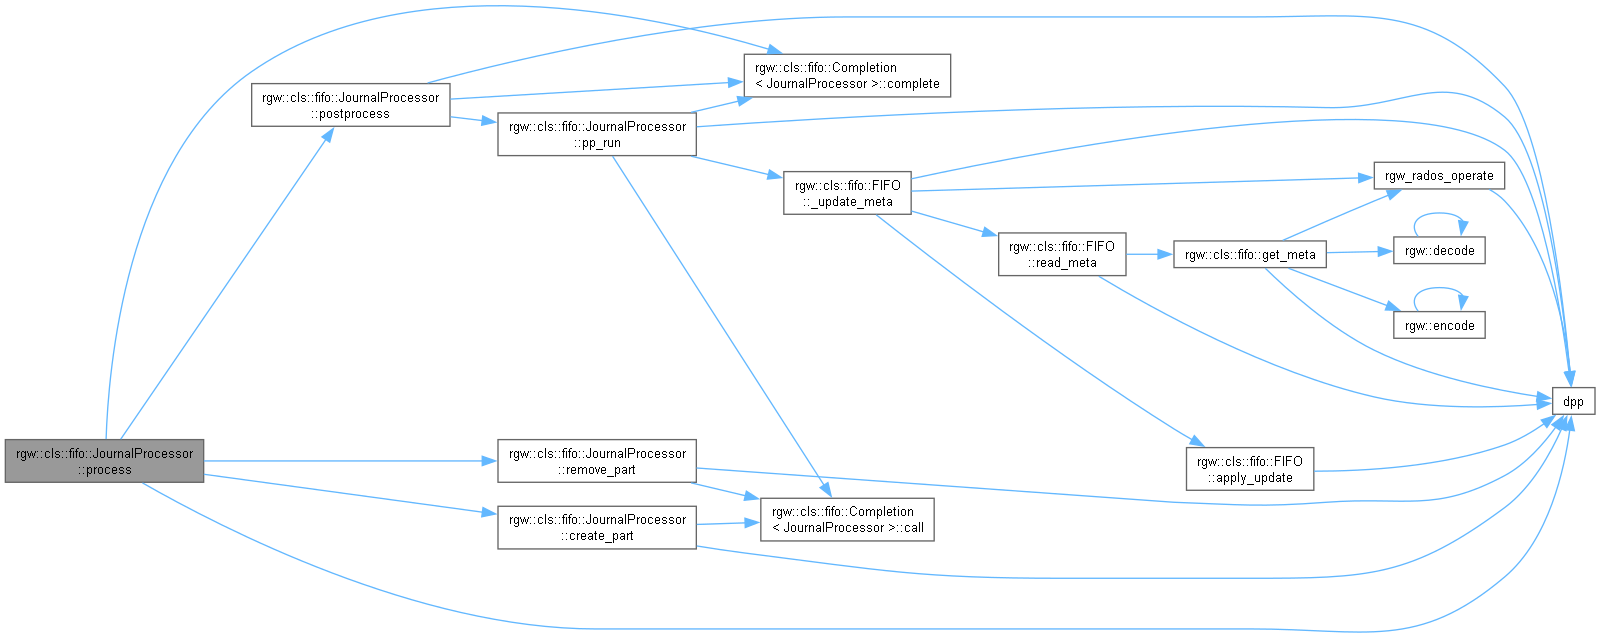 rgw::cls::fifo::Completion
< JournalProcessor >::complete
rgw::cls::fifo::JournalProcessor
::postprocess
rgw::cls::fifo::JournalProcessor
::pp_run
rgw::cls::fifo::FIFO
::_update_meta
rgw_rados_operate
rgw::cls::fifo::FIFO
::read_meta
rgw::cls::fifo::get_meta
rgw::decode
rgw::encode
dpp
rgw::cls::fifo::JournalProcessor
::process
rgw::cls::fifo::JournalProcessor
::remove_part
rgw::cls::fifo::FIFO
::apply_update
rgw::cls::fifo::JournalProcessor
::create_part
rgw::cls::fifo::Completion
< JournalProcessor >::call